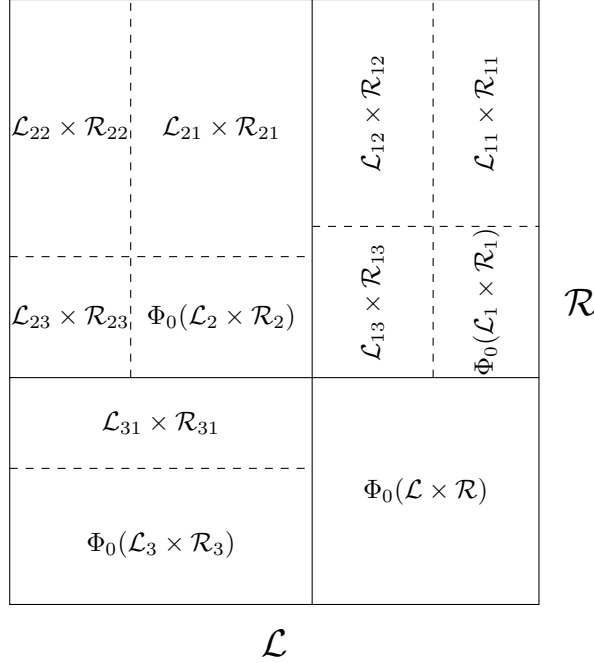 ℒ₂₂ × ℛ₂₂
ℒ₂₁ × ℛ₂₁
ℒ₁₂ × ℛ₁₂
ℒ₁₁ × ℛ₁₁
ℒ₂₃ × ℛ₂₃
Φ₀(ℒ₂ × ℛ₂)
ℒ₁₃ × ℛ₁₃
Φ₀(ℒ₁ × ℛ₁)
ℛ
ℒ₃₁ × ℛ₃₁
Φ₀(ℒ × ℛ)
Φ₀(ℒ₃ × ℛ₃)
ℒ